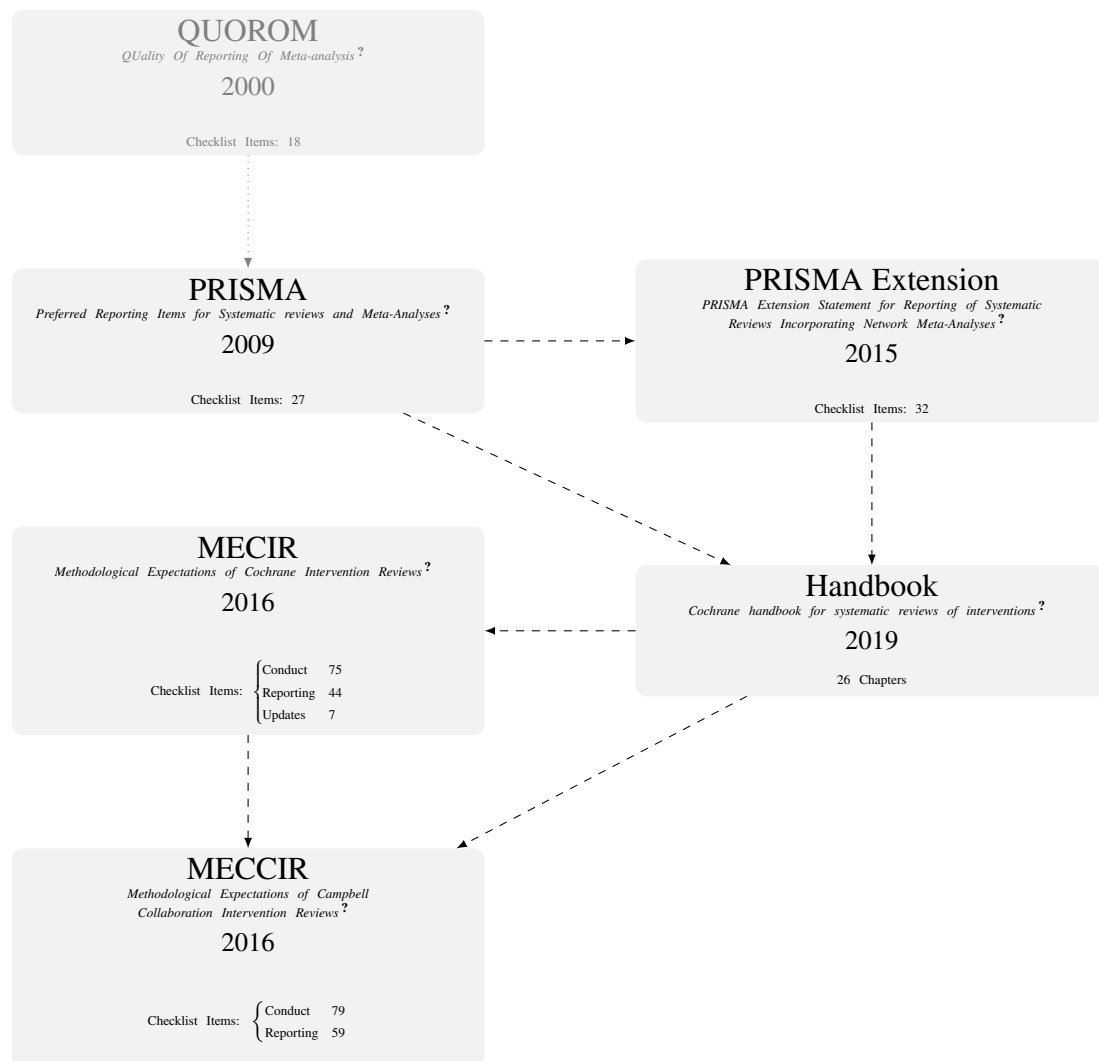 QUOROM
QUality Of Reporting Of Meta-analysis ?
2000
Checklist Items: 18
PRISMA
Preferred Reporting Items for Systematic reviews and Meta-Analyses ?
2009
Checklist Items: 27
PRISMA Extension
PRISMA Extension Statement for Reporting of Systematic
Reviews Incorporating Network Meta-Analyses ?
2015
Checklist Items: 32
MECIR
Methodological Expectations of Cochrane Intervention Reviews ?
2016
Conduct 75
Checklist Items: Reporting 44
Updates 7
Handbook
Cochrane handbook for systematic reviews of interventions ?
2019
26 Chapters
MECCIR
Methodological Expectations of Campbell
Collaboration Intervention Reviews ?
2016
Checklist Items: Conduct 79
Reporting 59